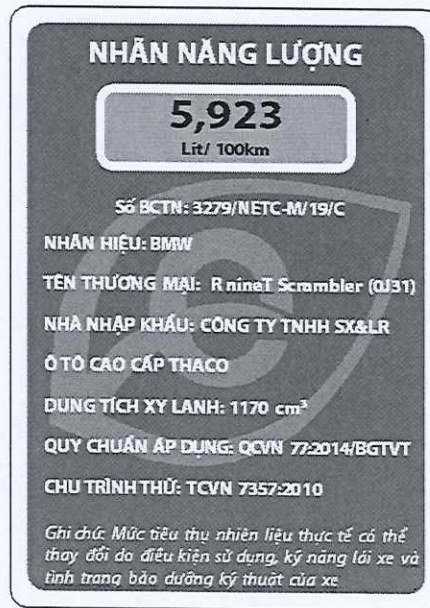 NHÃN NĂNG LƯỢNG
5,923
Lít/ 100km
Số BCTN: 3279/NETC-M/19/C
NHÃN HIỆU: BMW
TÊN THƯƠNG MẠI: R nineT Scrambler (0J31)
NHÀ NHẬP KHẨU: CÔNG TY TNHH SX&LR
Ô TÔ CAO CẤP THACO
DUNG TÍCH XY LANH: 1170 cm³
QUY CHUẨN ÁP DỤNG: QCVN 77:2014/BGTVT
CHU TRÌNH THỬ: TCVN 7357:2010
Ghi chú: Mức tiêu thụ nhiên liệu thực tế có thể
thay đổi do điều kiện sử dụng, kỹ năng lái xe và
tình trạng bảo dưỡng kỹ thuật của xe